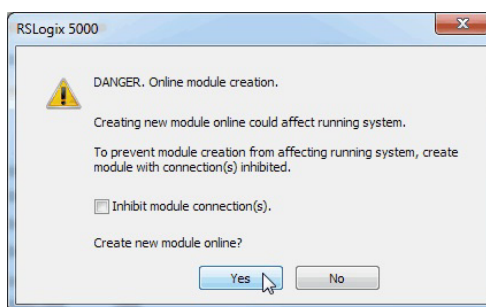 RSLogix 5000
DANGER. Online module creation.
Creating new module online could affect running system.
To prevent module creation from affecting running system, create
module with connection(s) inhibited.
Inhibit module connection(s).
Create new module online?
Yes No